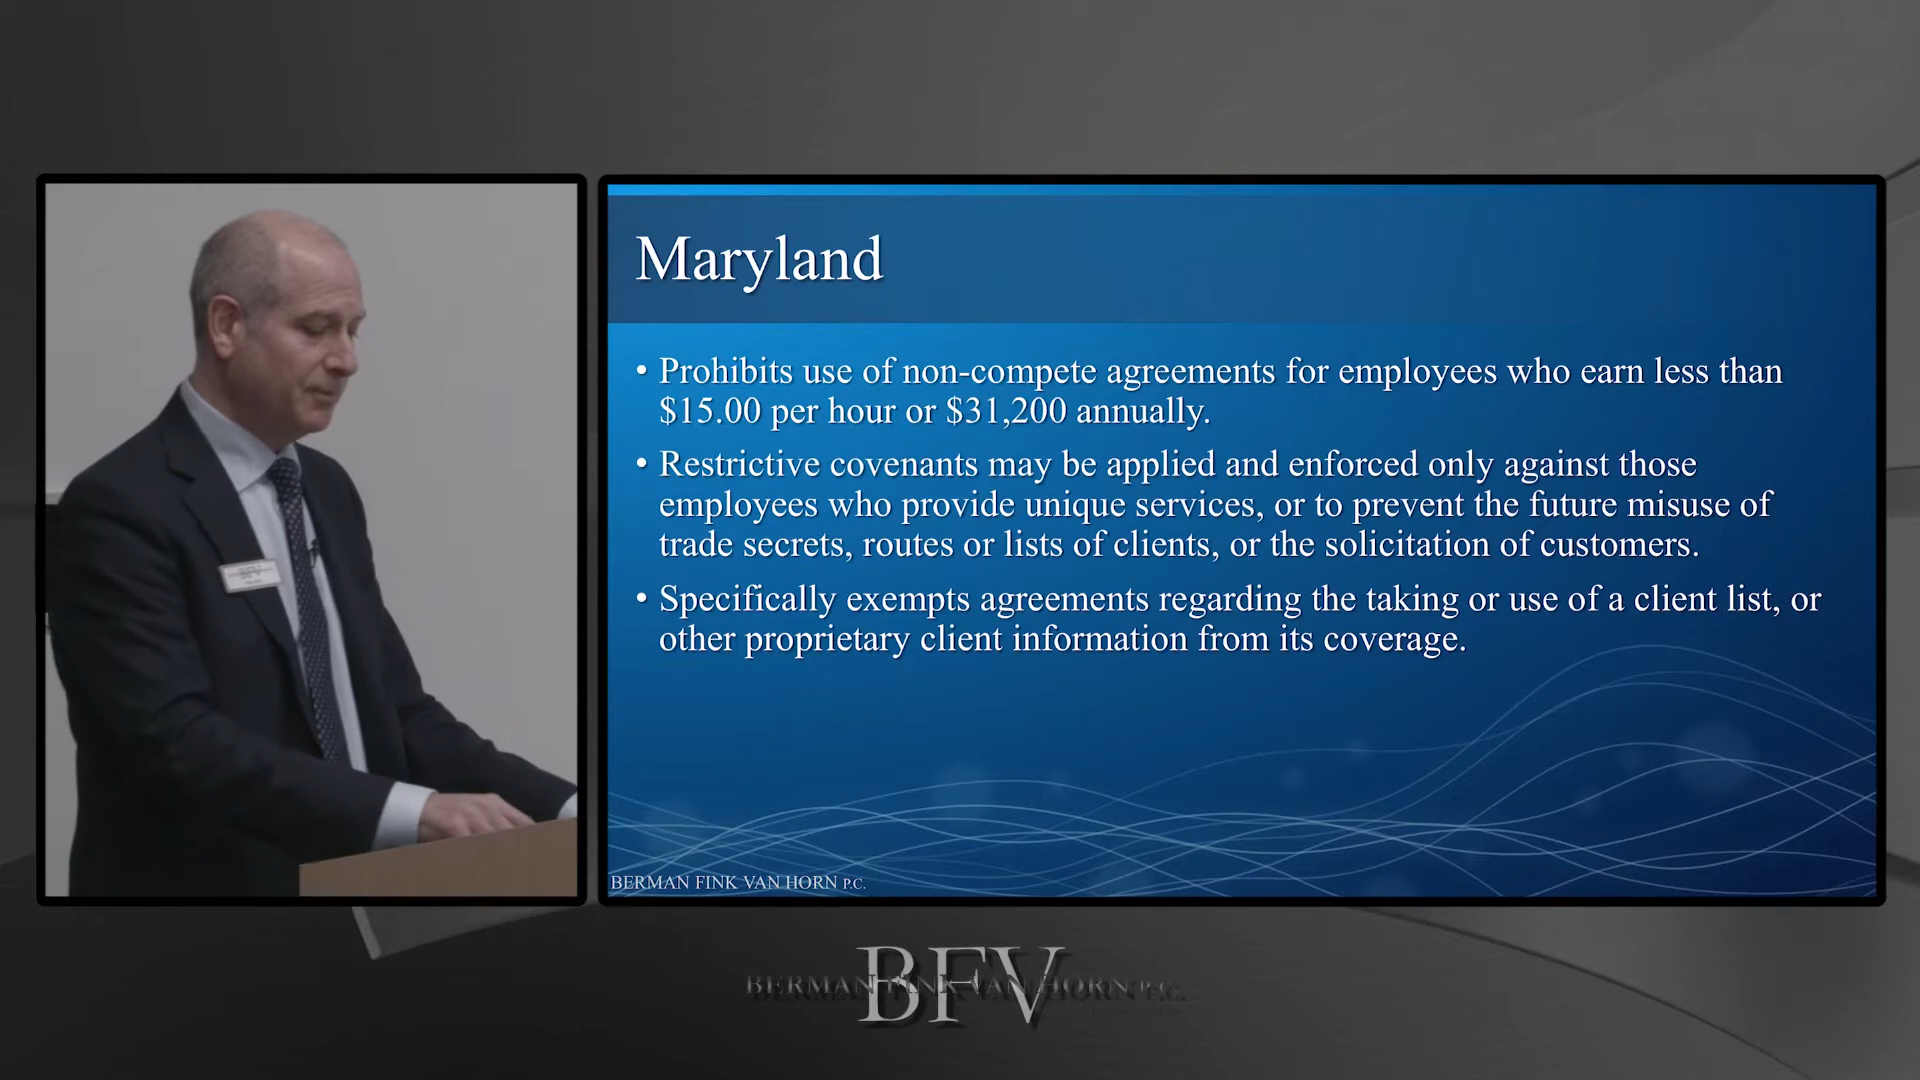 Maryland
• Prohibits use of non-compete agreements for employees who earn less than
$15.00 per hour or $31,200 annually.
• Restrictive covenants may be applied and enforced only against those
employees who provide unique services, or to prevent the future misuse of
trade secrets, routes or lists of clients, or the solicitation of customers.
• Specifically exempts agreements regarding the taking or use of a client list, or
other proprietary client information from its coverage.
BERMAN FINK VAN HORN P.C.
BFV
BERMAN FINK VAN HORN P.C.